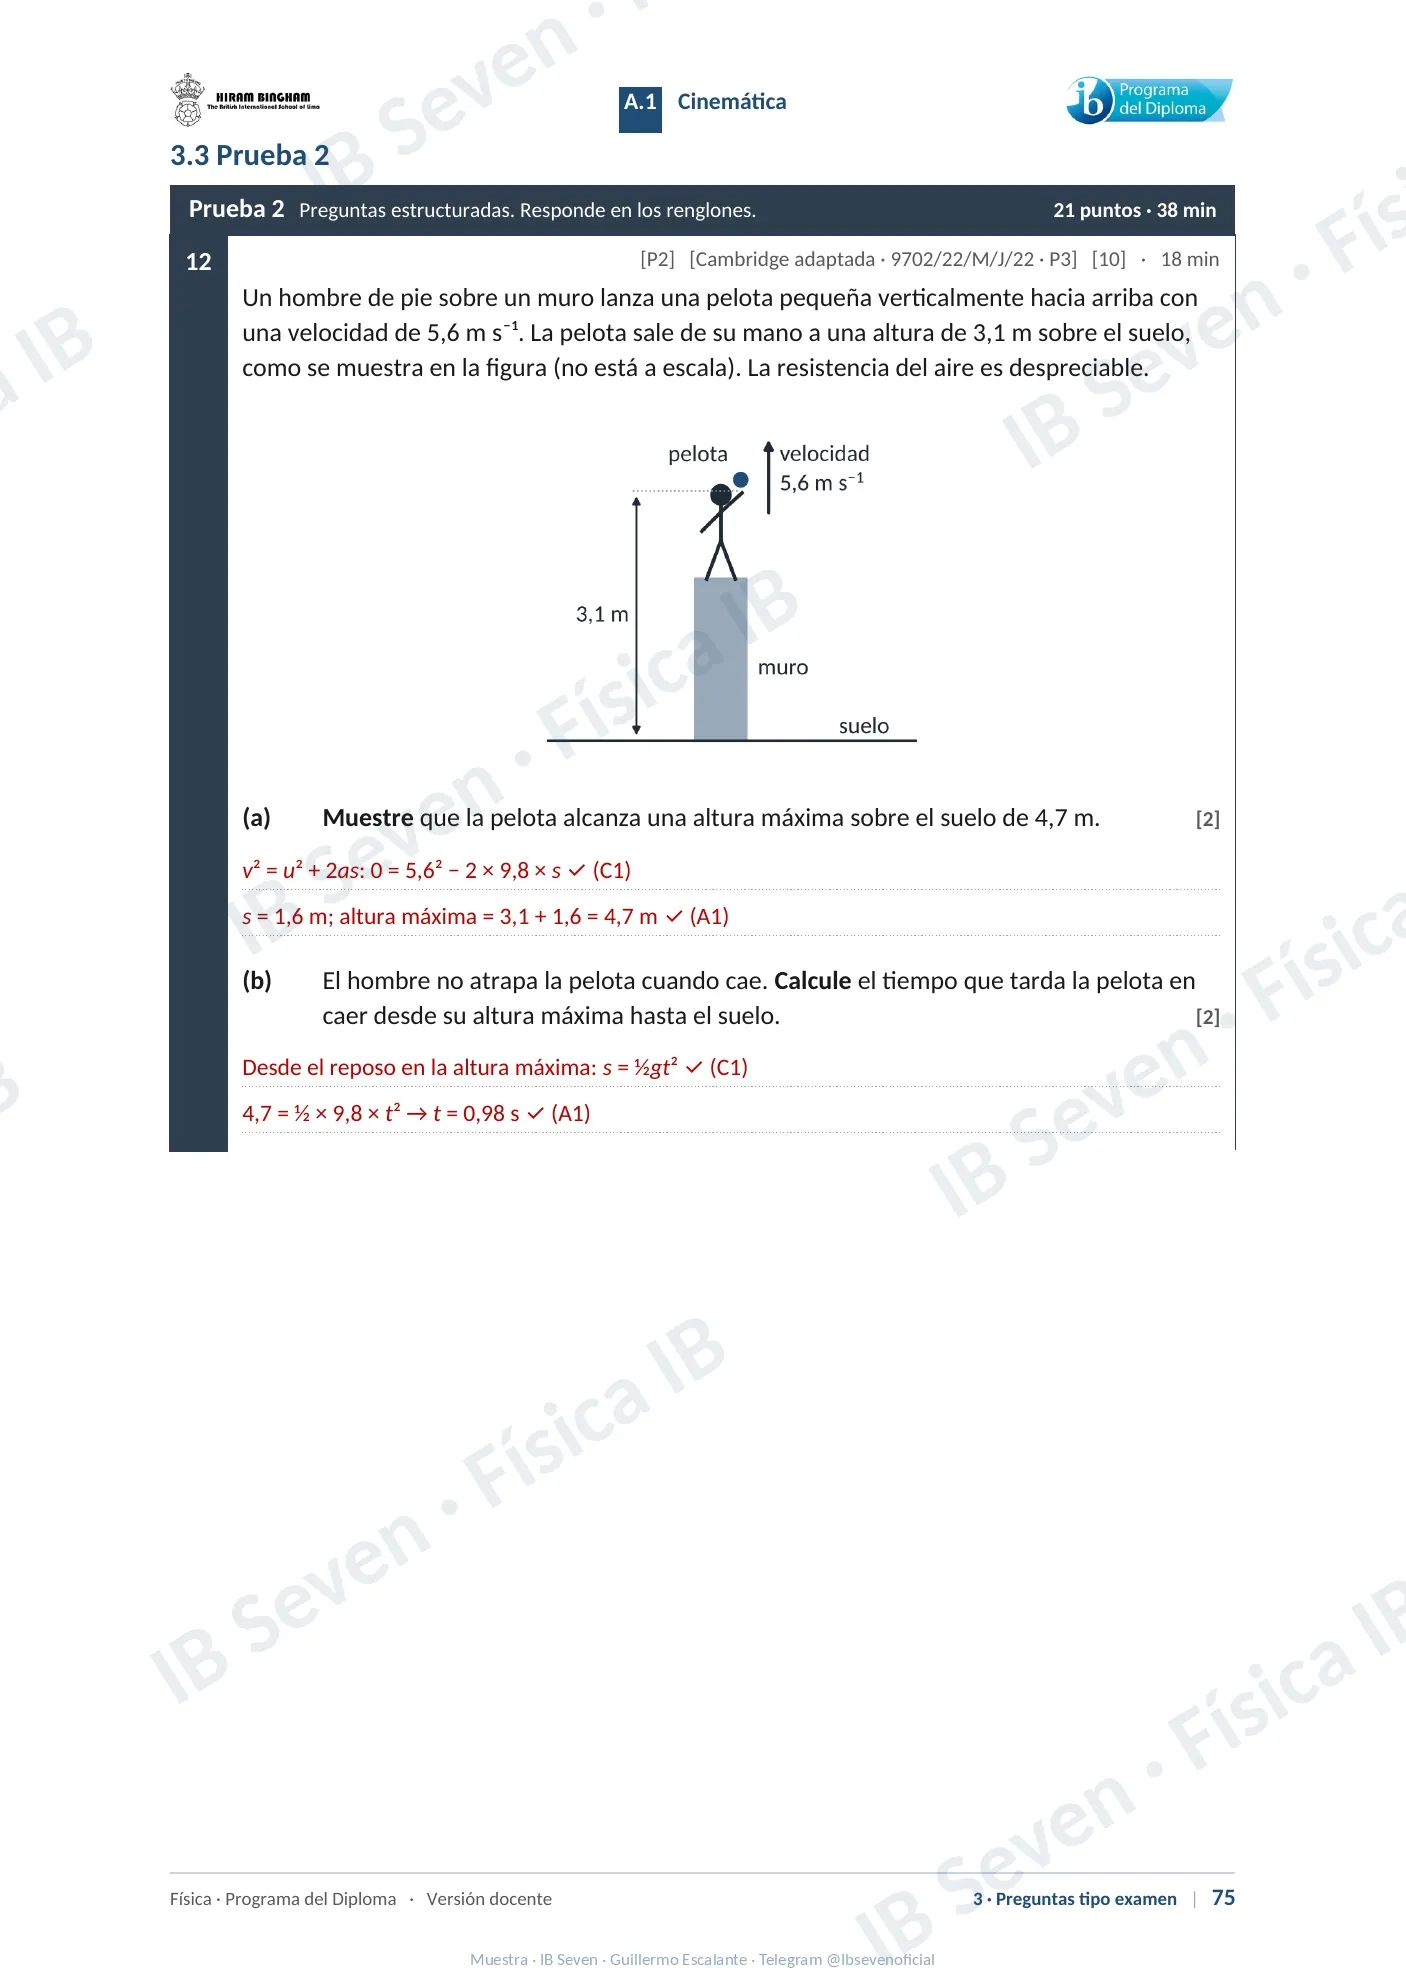 HIRAM BINGHAM
The British International School of Lima
A.1 Cinemática
Programa
del Diploma
3.3 Prueba 2
Prueba 2 Preguntas estructuradas. Responde en los renglones. 21 puntos · 38 min
12
[P2] [Cambridge adaptada · 9702/22/M/J/22 · P3] [10] · 18 min
Un hombre de pie sobre un muro lanza una pelota pequeña verticalmente hacia arriba con
una velocidad de 5,6 m s⁻¹. La pelota sale de su mano a una altura de 3,1 m sobre el suelo,
como se muestra en la figura (no está a escala). La resistencia del aire es despreciable.
pelota
velocidad
5,6 m s⁻¹
3,1 m
muro
suelo
(a) Muestre que la pelota alcanza una altura máxima sobre el suelo de 4,7 m. [2]
v² = u² + 2as: 0 = 5,6² − 2 × 9,8 × s ✓ (C1)
s = 1,6 m; altura máxima = 3,1 + 1,6 = 4,7 m ✓ (A1)
(b) El hombre no atrapa la pelota cuando cae. Calcule el tiempo que tarda la pelota en
caer desde su altura máxima hasta el suelo. [2]
Desde el reposo en la altura máxima: s = ½gt² ✓ (C1)
4,7 = ½ × 9,8 × t² → t = 0,98 s ✓ (A1)
IB Seven · Física IB
Física · Programa del Diploma · Versión docente
3 · Preguntas tipo examen | 75
Muestra · IB Seven · Guillermo Escalante · Telegram @Ibsevenoficial